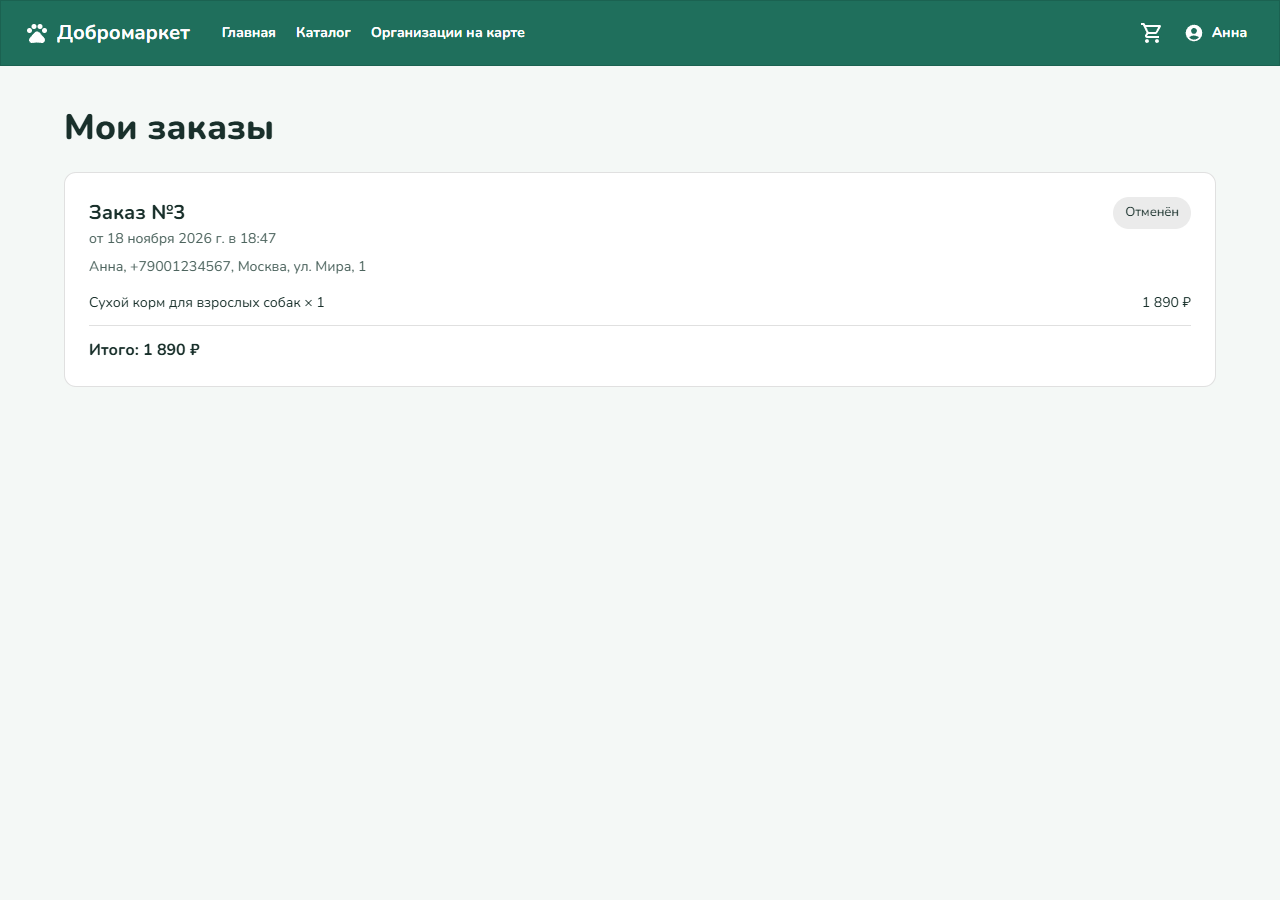 Добромаркет
Главная
Каталог
Организации на карте
Анна
Мои заказы
Заказ №3
Отменён
от 18 ноября 2026 г. в 18:47
Анна, +79001234567, Москва, ул. Мира, 1
Сухой корм для взрослых собак × 1
1 890 ₽
Итого: 1 890 ₽